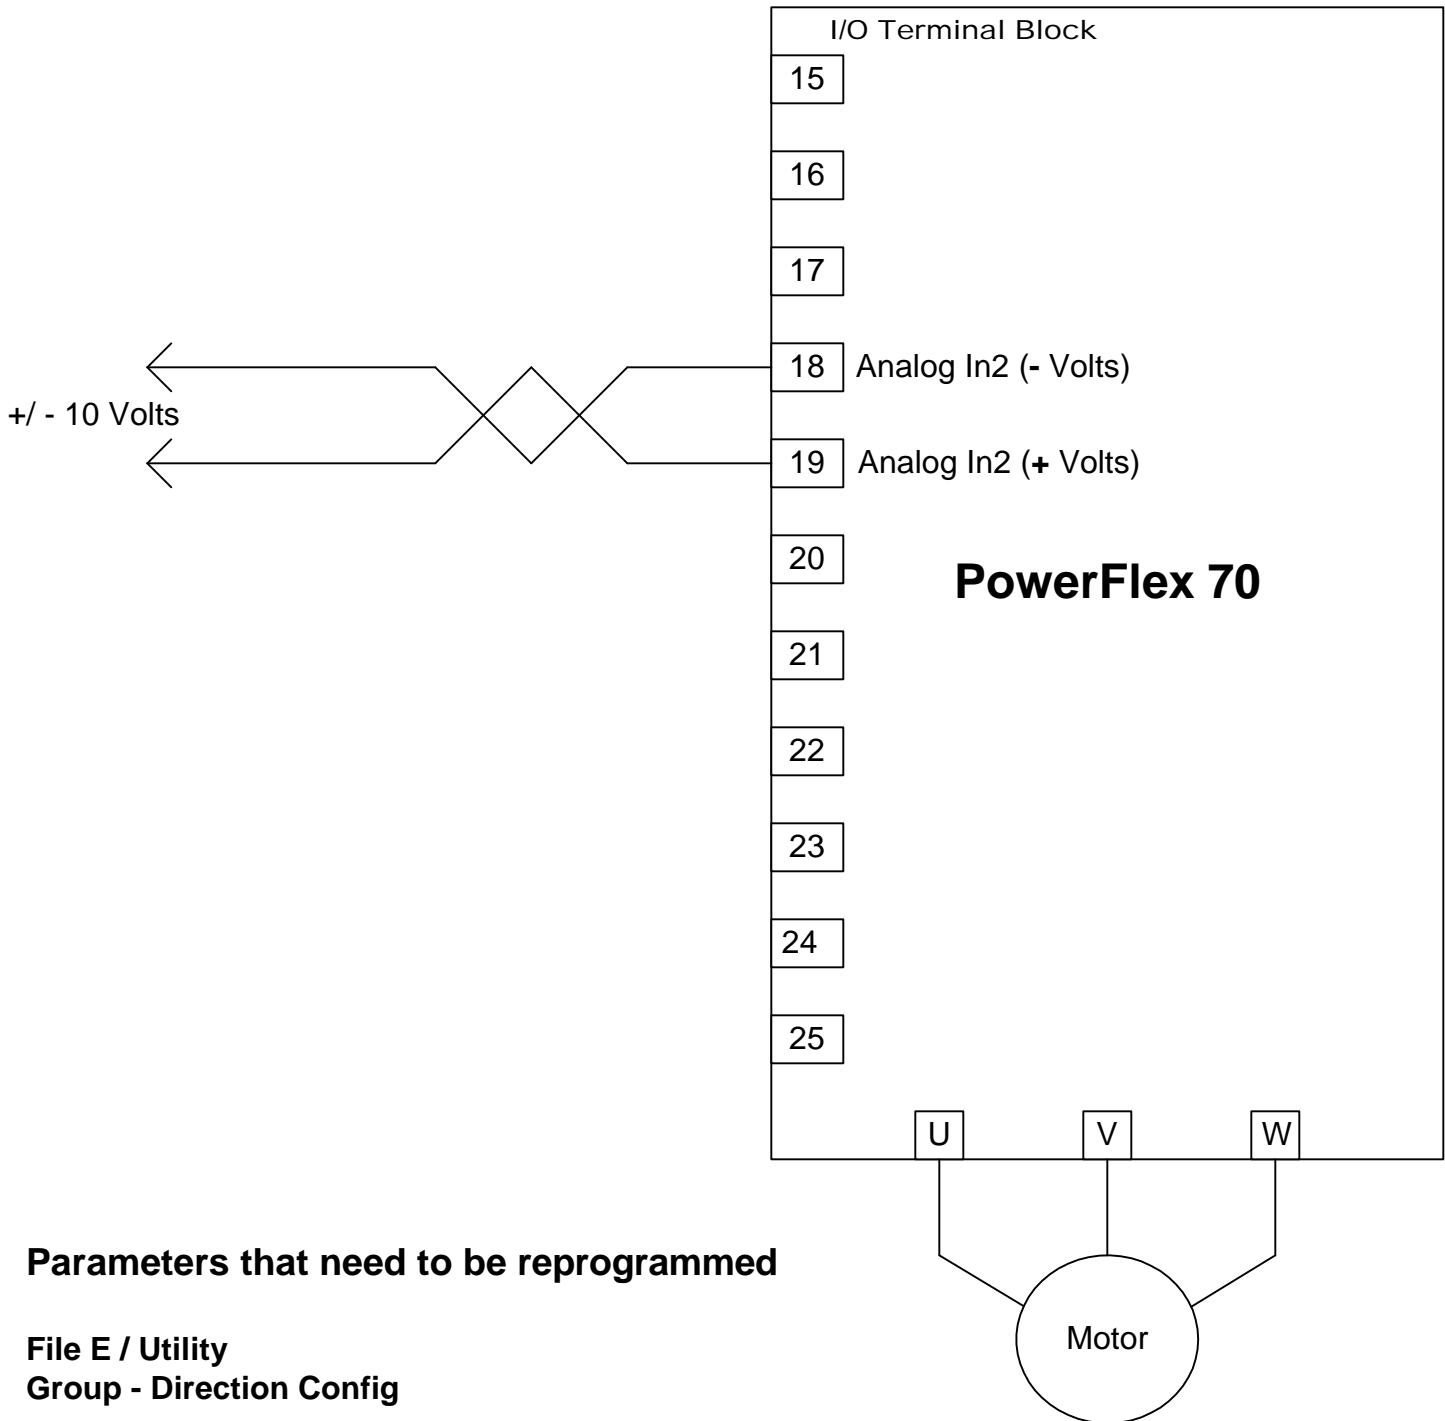 I/O Terminal Block
15
16
17
18 Analog In2 (- Volts)
+/ - 10 Volts
19 Analog In2 (+ Volts)
20
PowerFlex 70
21
22
23
24
25
U V W
Parameters that need to be reprogrammed
Motor
File E / Utility
Group - Direction Config